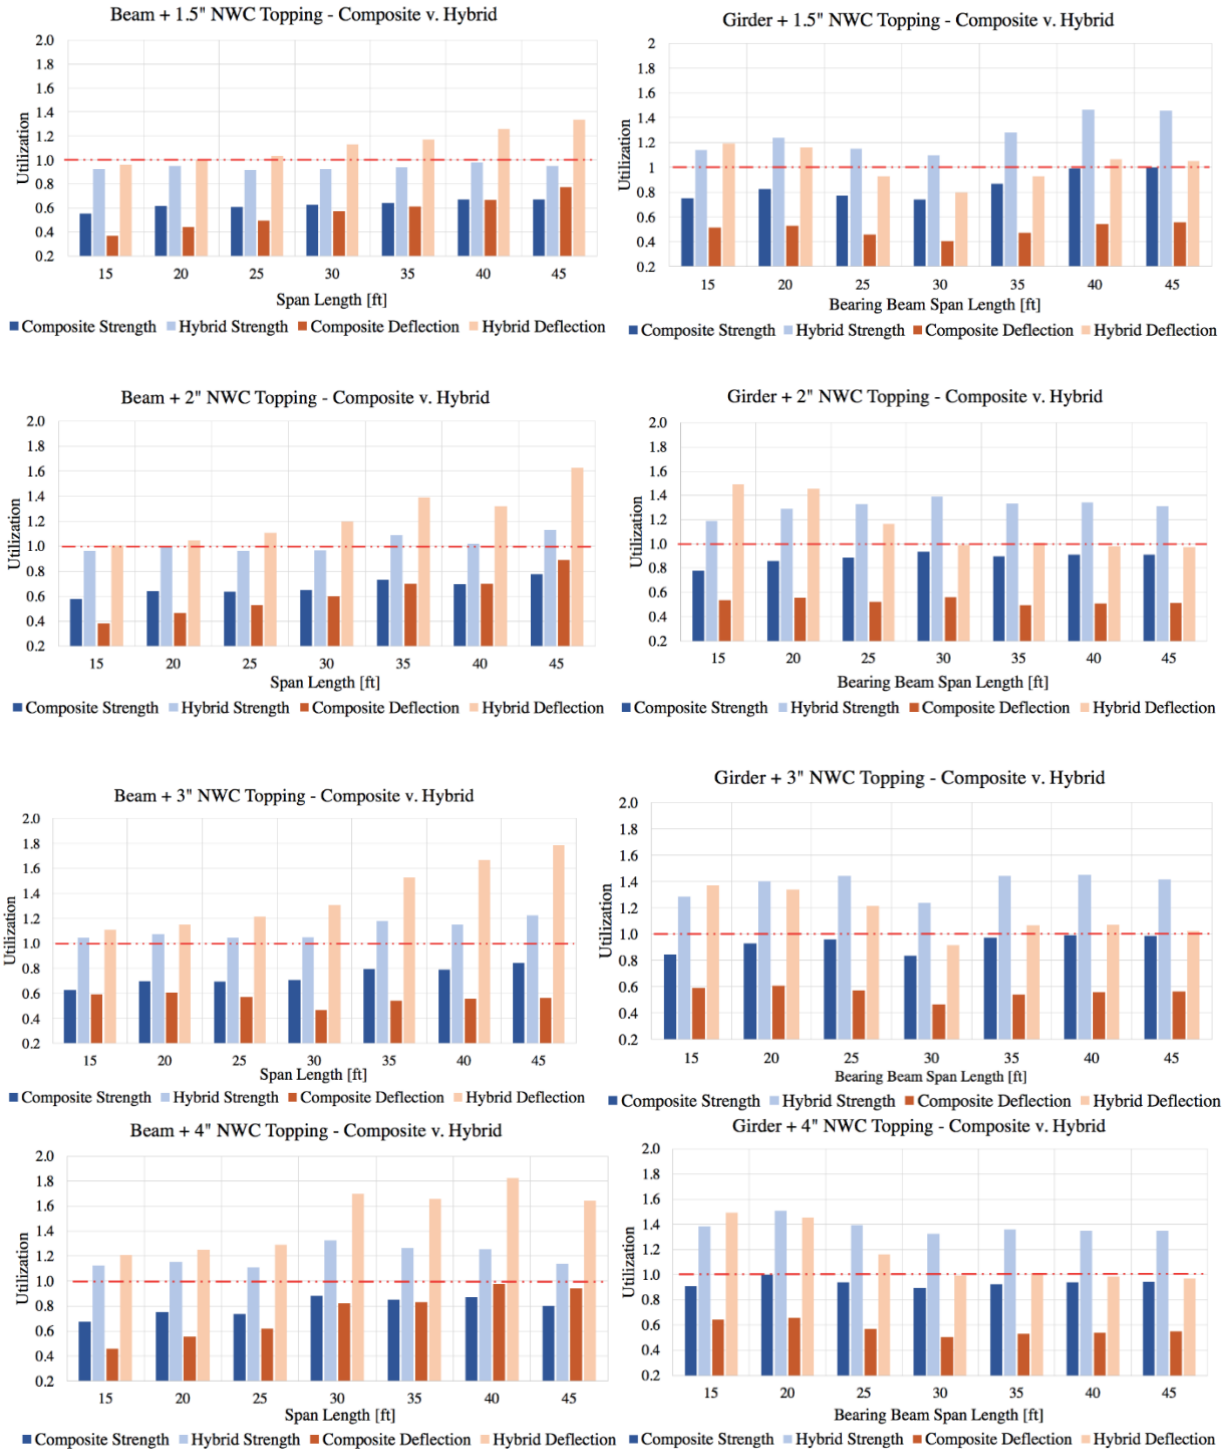 Beam + 1.5" NWC Topping - Composite v. Hybrid
2.0
1.8
1.6
1.4
1.2
1.0
0.8
0.6
0.4
0.2
Utilization
15 20 25 30 35 40 45
Span Length [ft]
Composite Strength Hybrid Strength Composite Deflection Hybrid Deflection
Girder + 1.5" NWC Topping - Composite v. Hybrid
2
1.8
1.6
1.4
1.2
1
0.8
0.6
0.4
0.2
Utilization
15 20 25 30 35 40 45
Bearing Beam Span Length [ft]
Composite Strength Hybrid Strength Composite Deflection Hybrid Deflection
Beam + 2" NWC Topping - Composite v. Hybrid
2.0
1.8
1.6
1.4
1.2
1.0
0.8
0.6
0.4
0.2
Utilization
15 20 25 30 35 40 45
Span Length [ft]
Composite Strength Hybrid Strength Composite Deflection Hybrid Deflection
Girder + 2" NWC Topping - Composite v. Hybrid
2.0
1.8
1.6
1.4
1.2
1.0
0.8
0.6
0.4
0.2
Utilization
15 20 25 30 35 40 45
Bearing Beam Span Length [ft]
Composite Strength Hybrid Strength Composite Deflection Hybrid Deflection
Beam + 3" NWC Topping - Composite v. Hybrid
2.0
1.8
1.6
1.4
1.2
1.0
0.8
0.6
0.4
0.2
Utilization
15 20 25 30 35 40 45
Span Length [ft]
Composite Strength Hybrid Strength Composite Deflection Hybrid Deflection
Girder + 3" NWC Topping - Composite v. Hybrid
2.0
1.8
1.6
1.4
1.2
1.0
0.8
0.6
0.4
0.2
Utilization
15 20 25 30 35 40 45
Bearing Beam Span Length [ft]
Composite Strength Hybrid Strength Composite Deflection Hybrid Deflection
Beam + 4" NWC Topping - Composite v. Hybrid
2.0
1.8
1.6
1.4
1.2
1.0
0.8
0.6
0.4
0.2
Utilization
15 20 25 30 35 40 45
Span Length [ft]
Composite Strength Hybrid Strength Composite Deflection Hybrid Deflection
Girder + 4" NWC Topping - Composite v. Hybrid
2.0
1.8
1.6
1.4
1.2
1.0
0.8
0.6
0.4
0.2
Utilization
15 20 25 30 35 40 45
Bearing Beam Span Length [ft]
Composite Strength Hybrid Strength Composite Deflection Hybrid Deflection